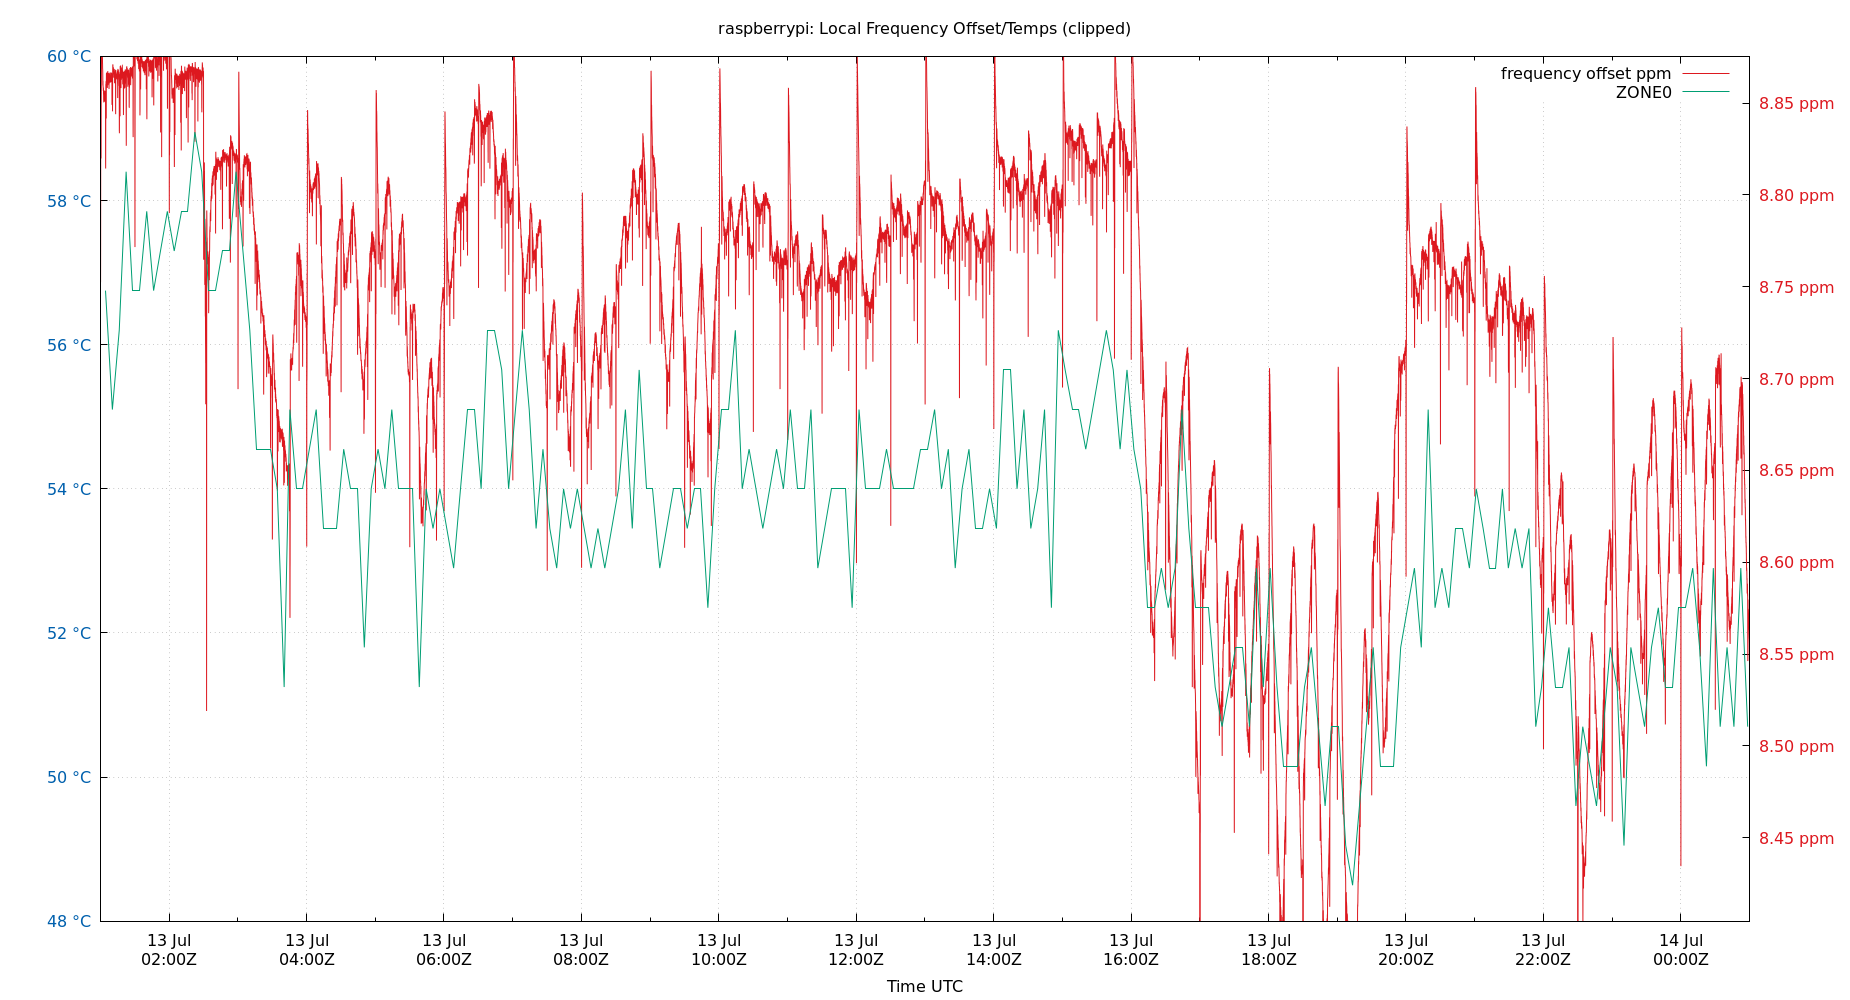 raspberrypi: Local Frequency Offset/Temps (clipped)
frequency offset ppm
ZONE0
60 °C
58 °C
56 °C
54 °C
52 °C
50 °C
48 °C
8.85 ppm
8.80 ppm
8.75 ppm
8.70 ppm
8.65 ppm
8.60 ppm
8.55 ppm
8.50 ppm
8.45 ppm
13 Jul 13 Jul 13 Jul 13 Jul 13 Jul 13 Jul 13 Jul 13 Jul 13 Jul 13 Jul 13 Jul 14 Jul
02:00Z 04:00Z 06:00Z 08:00Z 10:00Z 12:00Z 14:00Z 16:00Z 18:00Z 20:00Z 22:00Z 00:00Z
Time UTC